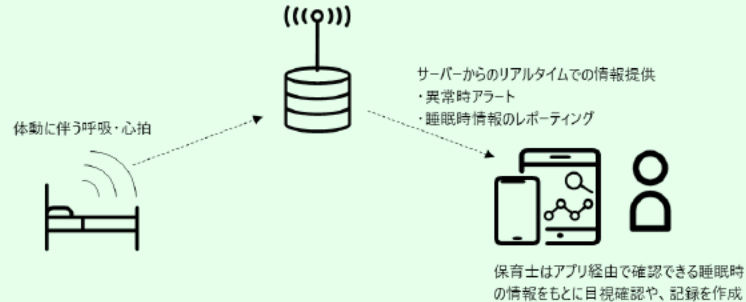 体動に伴う呼吸・心拍
サーバーからのリアルタイムでの情報提供
・異常時アラート
・睡眠時情報のレポーティング
保育士はアプリ経由で確認できる睡眠時
の情報をもとに目視確認や、記録を作成